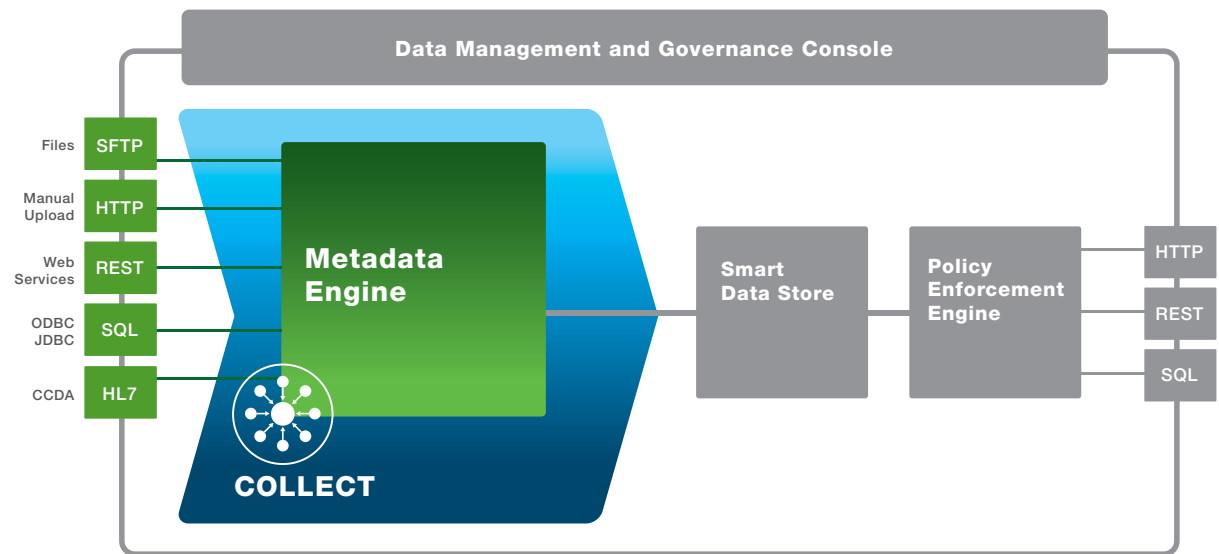 Data Management and Governance Console
Files
SFTP
Manual
Upload
HTTP
Web
Services
REST
ODBC
JDBC
SQL
CCDA
HL7
Metadata
Engine
COLLECT
Smart
Data Store
Policy
Enforcement
Engine
HTTP
REST
SQL